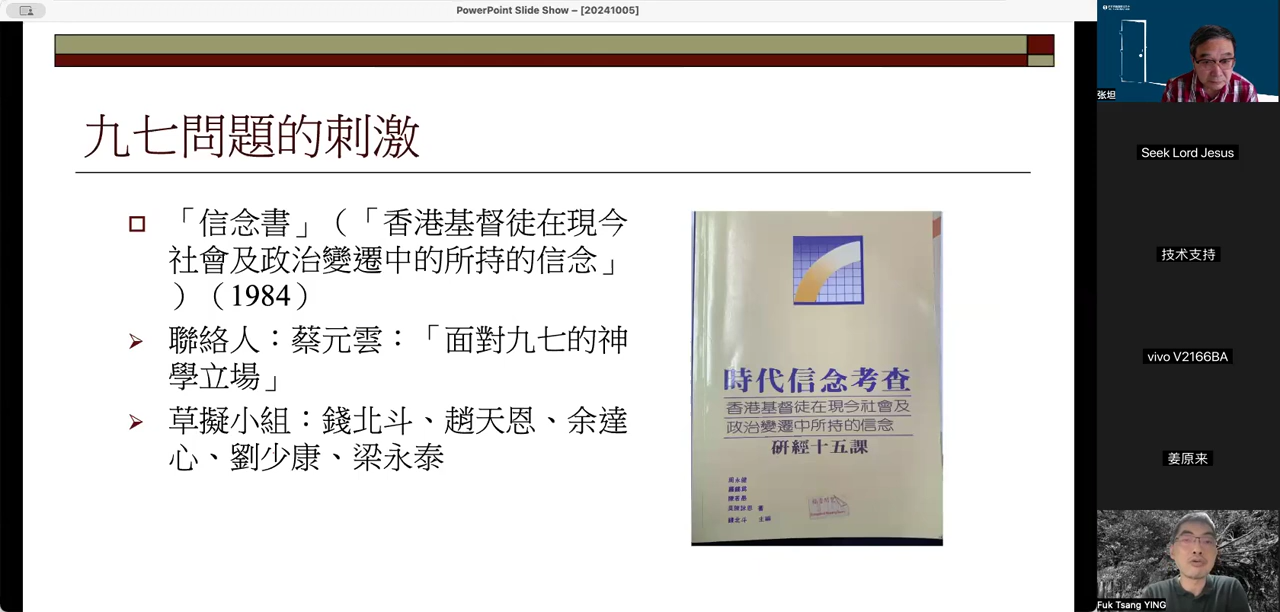 PowerPoint Slide Show – [20241005]
九七問題的刺激
「信念書」（「香港基督徒在現今
社會及政治變遷中的所持的信念」
）（1984）
聯絡人：蔡元雲：「面對九七的神
學立場」
草擬小組：錢北斗、趙天恩、余達
心、劉少康、梁永泰
時代信念考查
香港基督徒在現今社會及
政治變遷中所持的信念
研經十五課
錢北斗 主編
张坦
Seek Lord Jesus
技术支持
vivo V2166BA
姜原来
Fuk Tsang YING